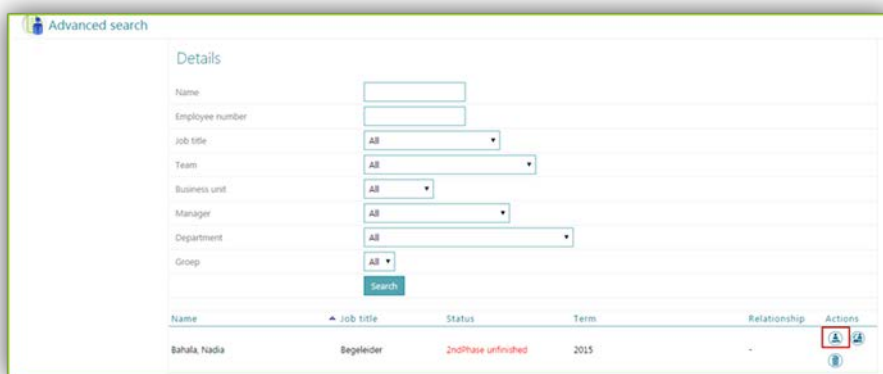 Advanced search
Details
Name
Employee number
Job title All
Team All
Business unit All
Manager All
Department All
Groep All
Search
Name Job title Status Term Relationship Actions
Bahala, Nadia Begeleider 2ndPhase unfinished 2015 -